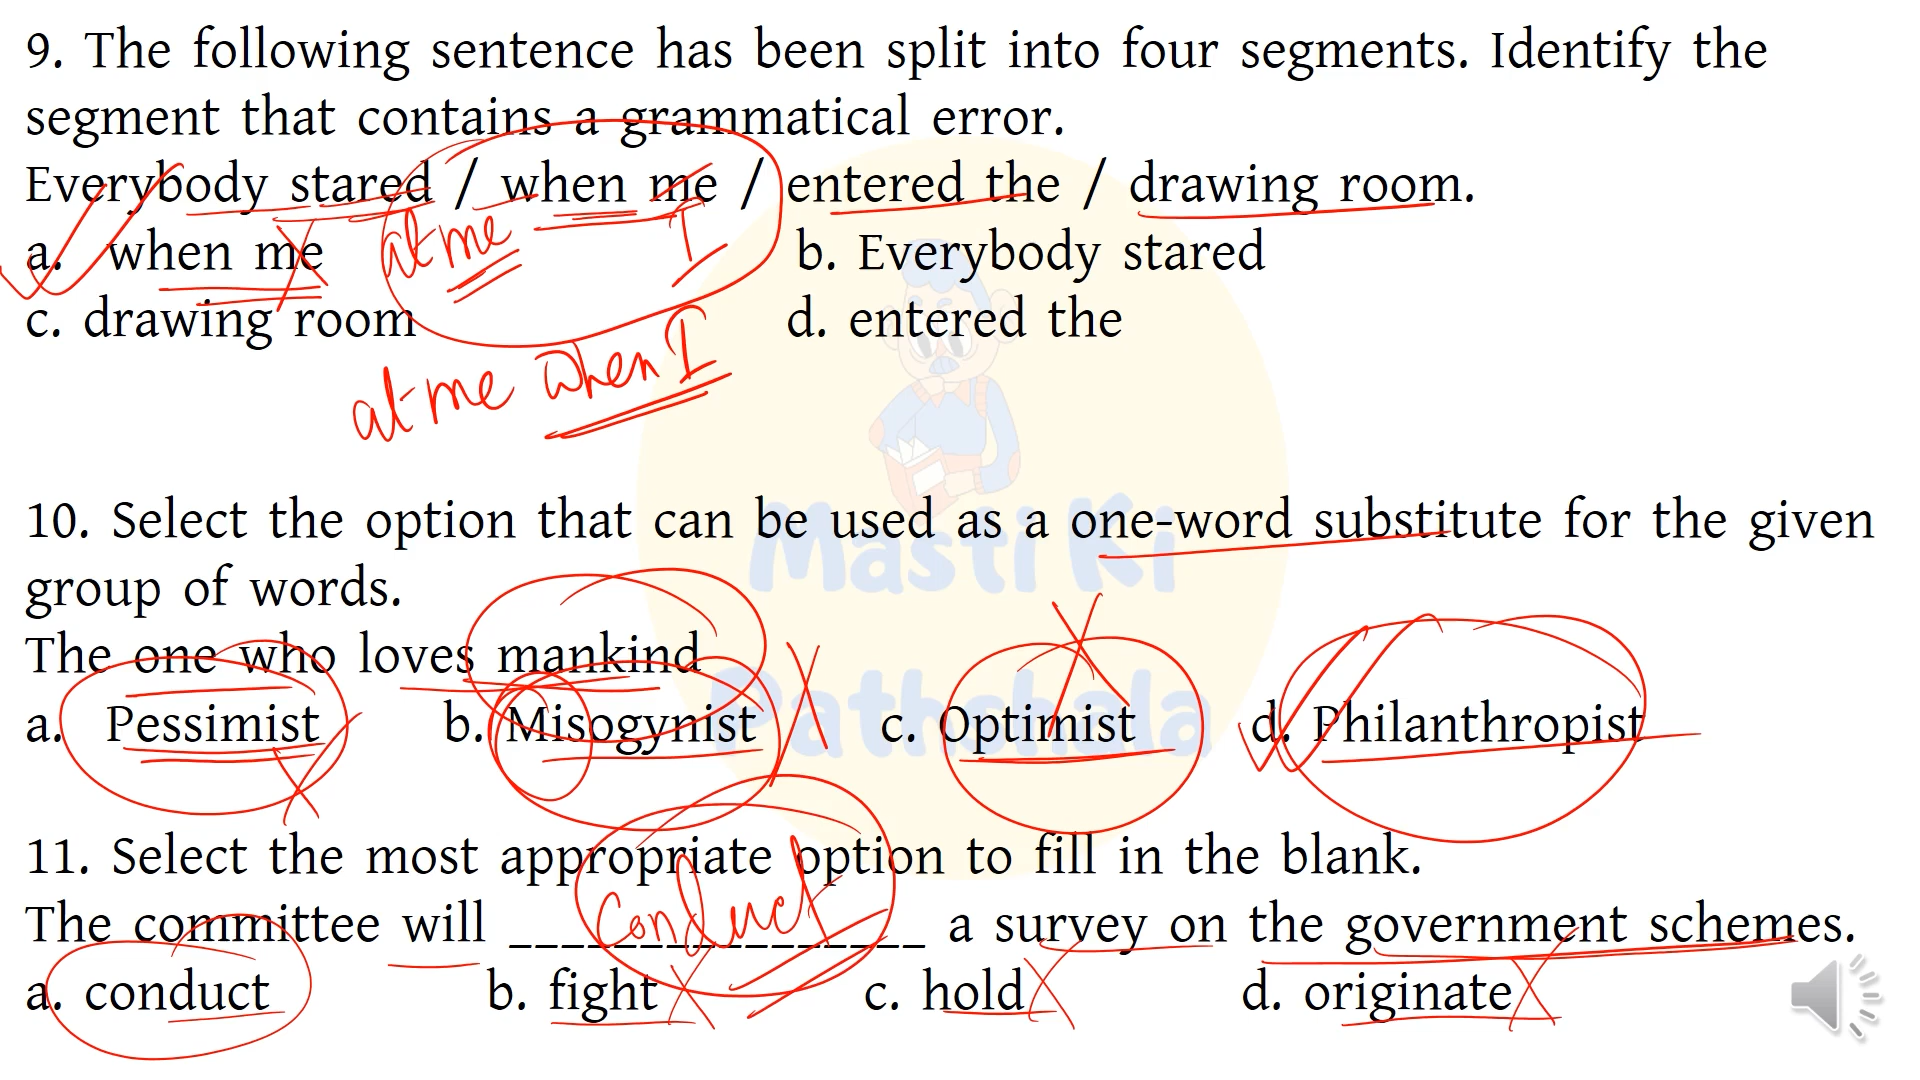 9. The following sentence has been split into four segments. Identify the
segment that contains a grammatical error.
Everybody stared / when me / entered the / drawing room.
at me I
a. when me b. Everybody stared
c. drawing room d. entered the
at me when I
10. Select the option that can be used as a one-word substitute for the given
group of words.
The one who loves mankind
a. Pessimist b. Misogynist c. Optimist d. Philanthropist
11. Select the most appropriate option to fill in the blank.
The committee will ________________ a survey on the government schemes.
conduct
a. conduct b. fight c. hold d. originate
Masti Ki
Pathshala